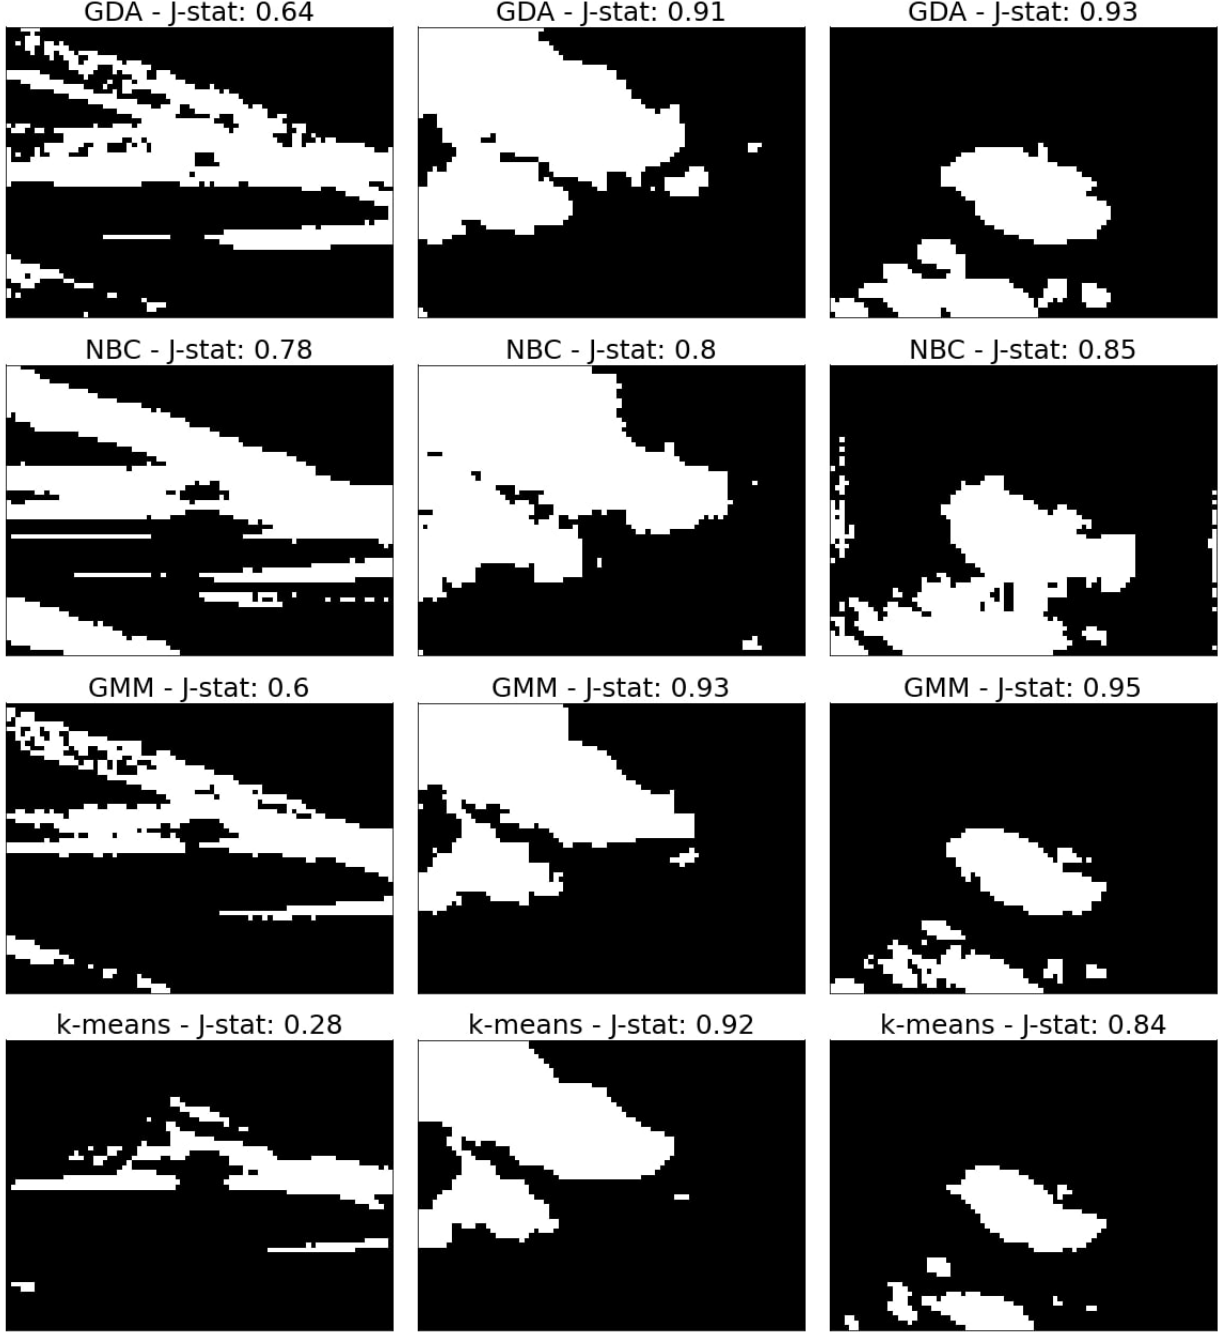 GDA - J-stat: 0.64
GDA - J-stat: 0.91
GDA - J-stat: 0.93
NBC - J-stat: 0.78
NBC - J-stat: 0.8
NBC - J-stat: 0.85
GMM - J-stat: 0.6
GMM - J-stat: 0.93
GMM - J-stat: 0.95
k-means - J-stat: 0.28
k-means - J-stat: 0.92
k-means - J-stat: 0.84